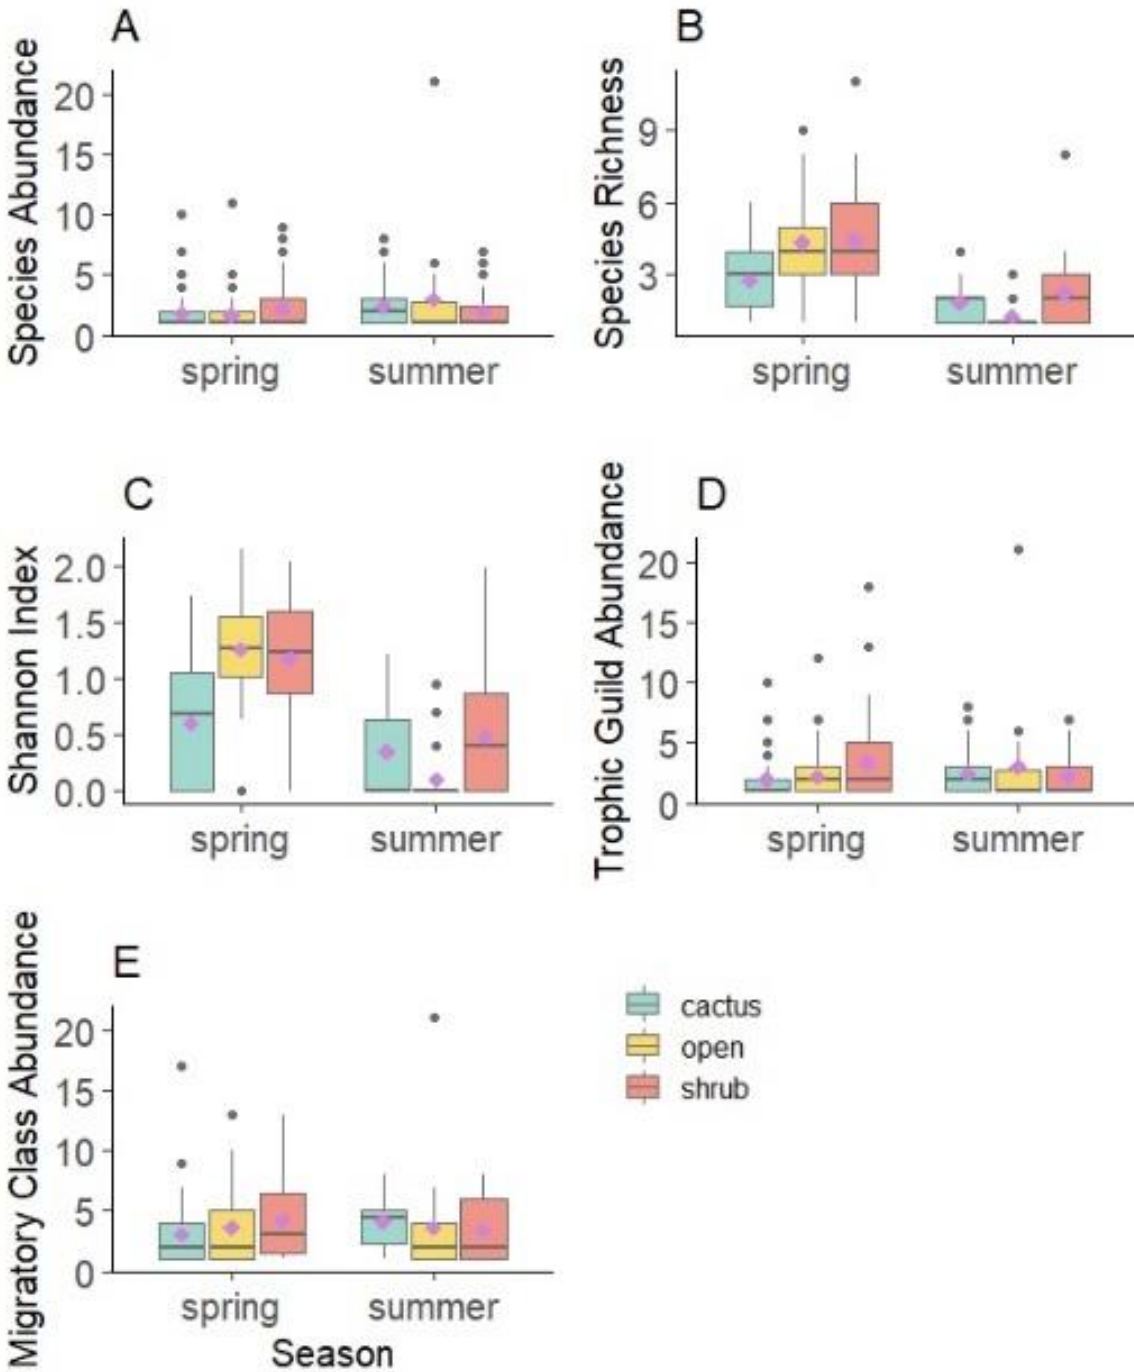 A
Species Abundance
20
15
10
5
0
spring summer
B
Species Richness
9
6
3
spring summer
C
Shannon Index
2.0
1.5
1.0
0.5
0.0
spring summer
D
Trophic Guild Abundance
20
15
10
5
0
spring summer
E
Migratory Class Abundance
20
15
10
5
0
spring summer
Season
cactus
open
shrub